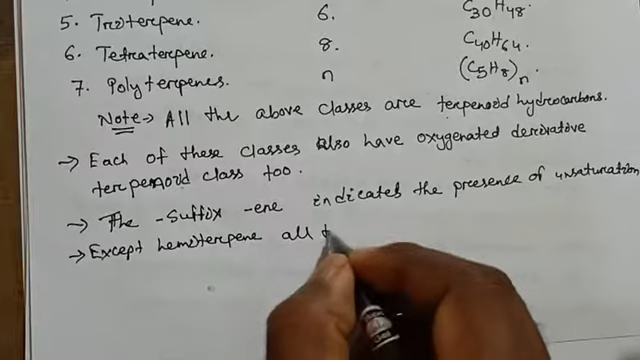 5. Triterpene. 6. C30H48.
6. Tetraterpene. 8. C40H64.
7. Polyterpenes. n (C5H8)n.
Note → All the above classes are terpenoid hydrocarbons.
→ Each of these classes also have oxygenated derivative
terpenoid class too.
→ The -Suffix -ene indicates the presence of unsaturation
→ Except hemiterpene all t